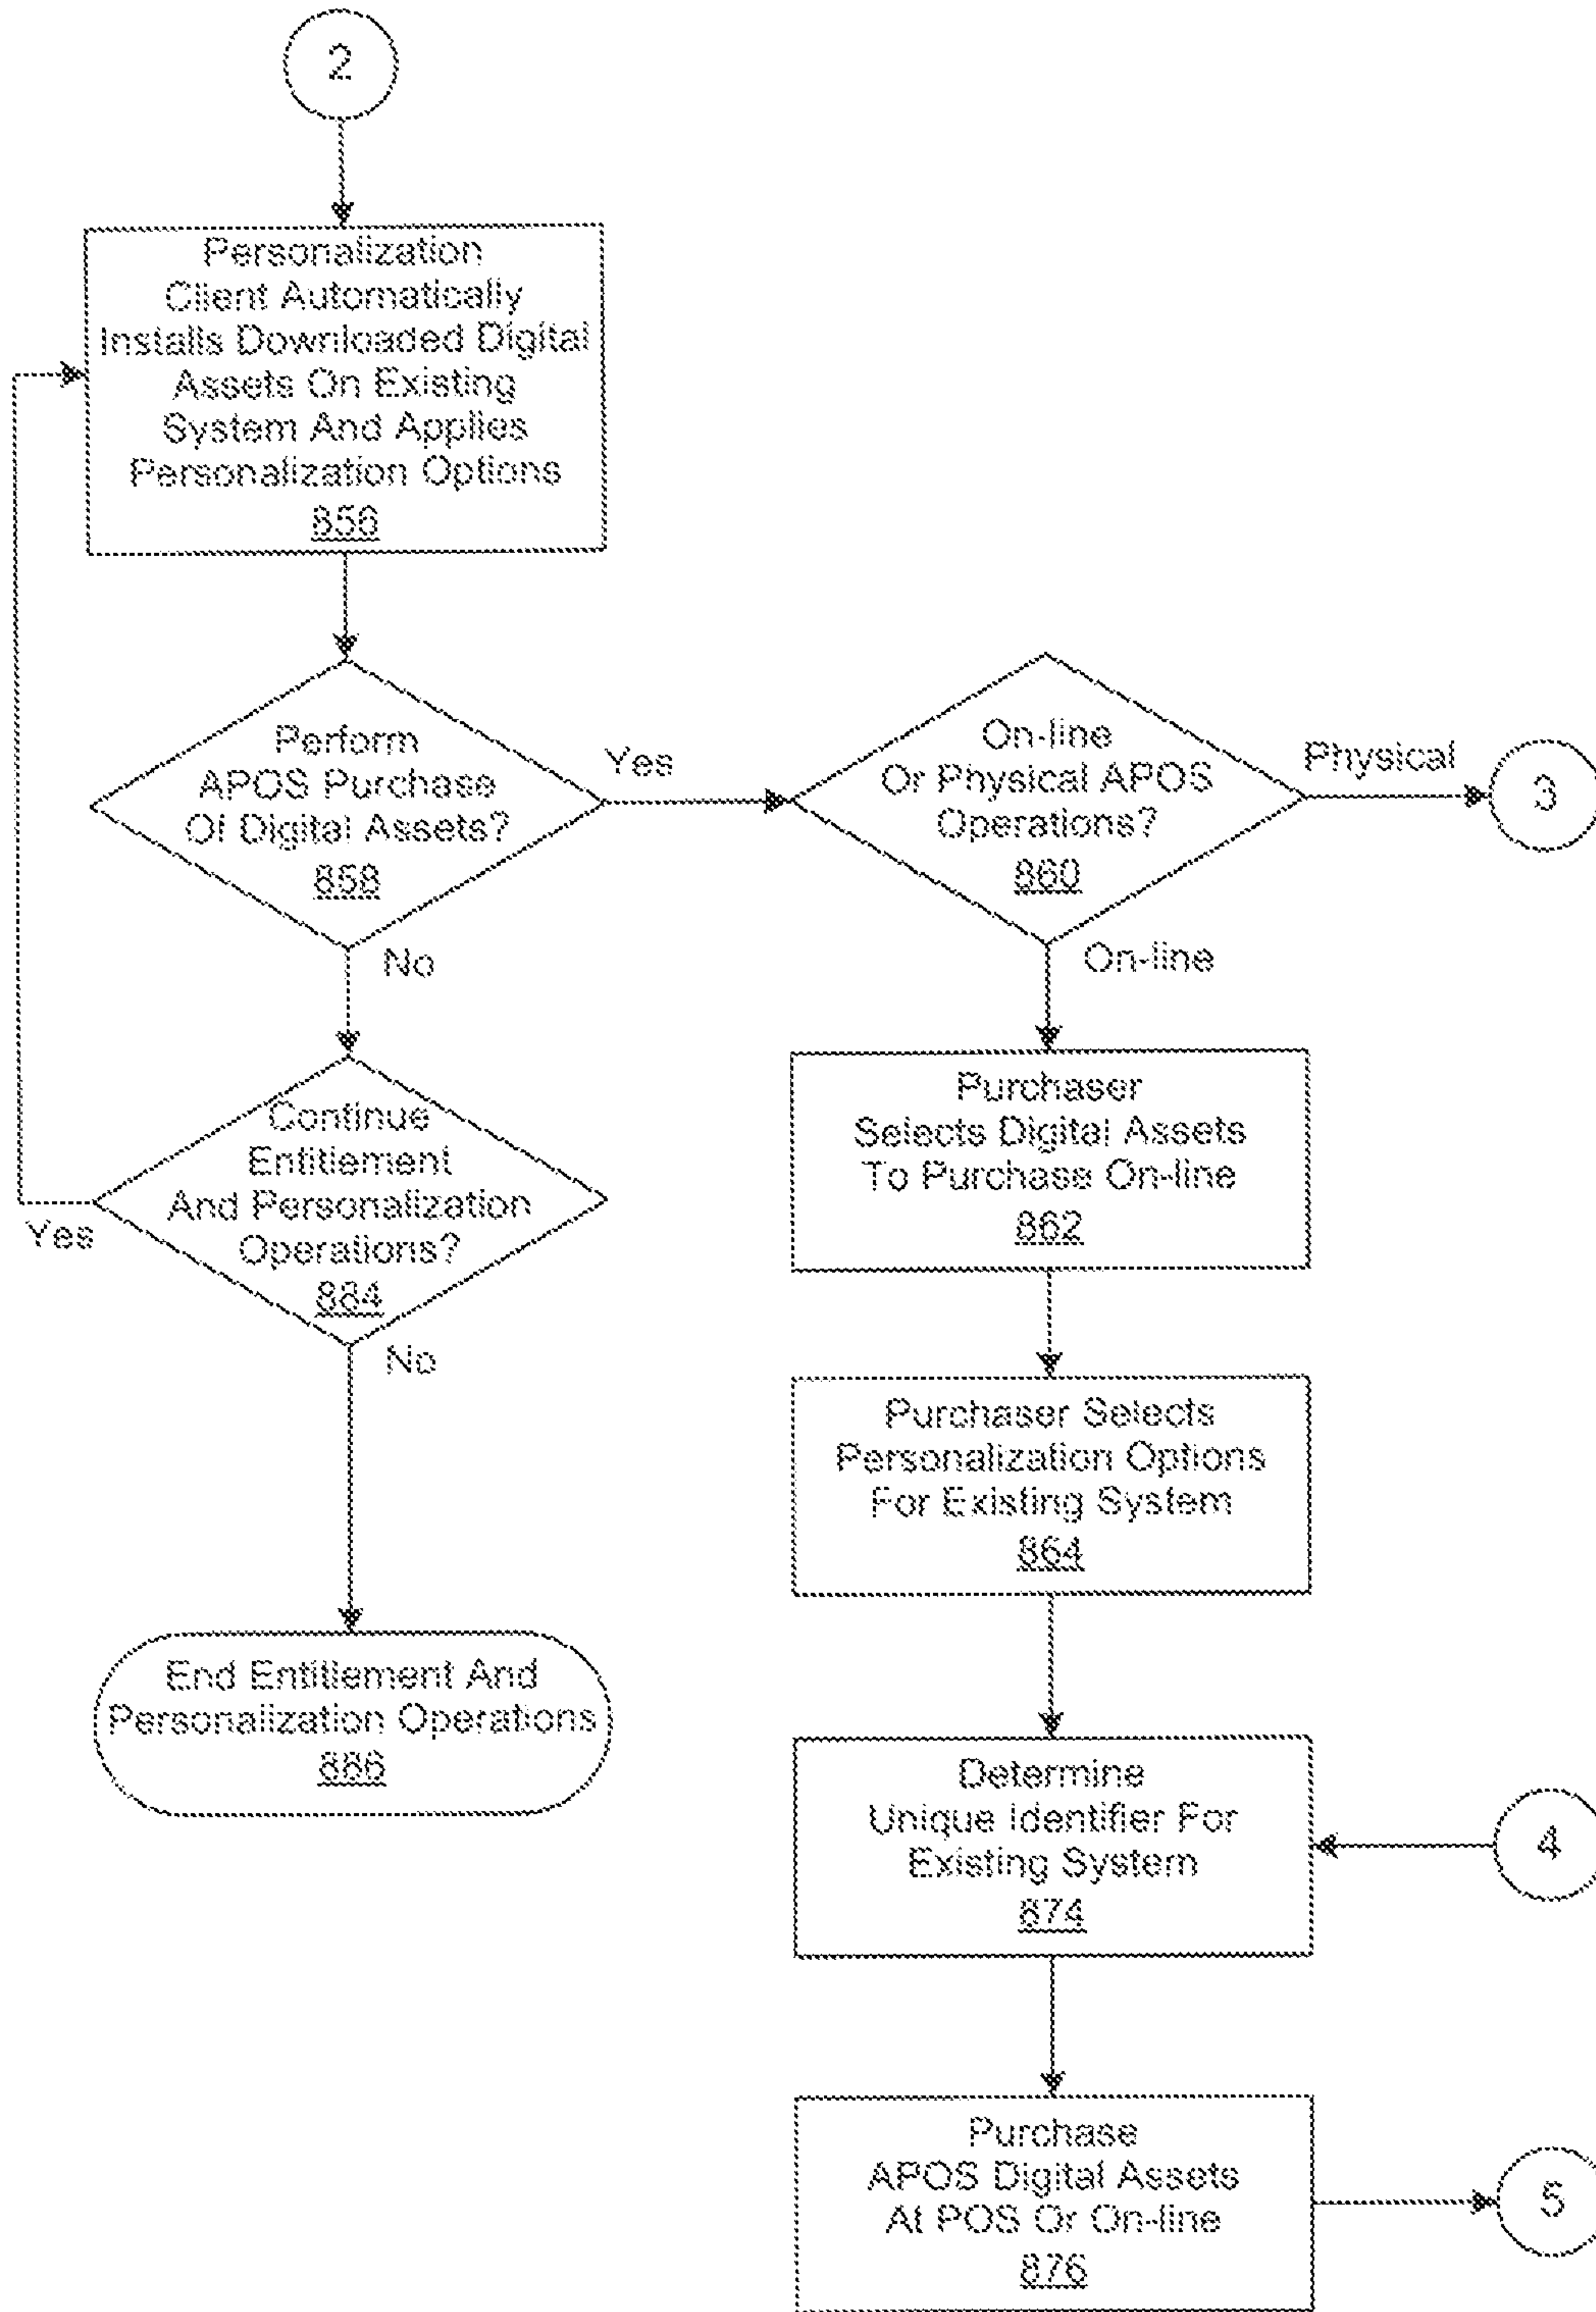 2
Personalization
Client Automatically
Installs Downloaded Digital
Assets On Existing
System And Applies
Personalization Options
856
Perform
APOS Purchase
Of Digital Assets?
858
Yes
No
On-line
Or Physical APOS
Operations?
860
Physical
3
On-line
Continue
Entitlement
And Personalization
Operations?
884
Yes
No
Purchaser
Selects Digital Assets
To Purchase On-line
862
Purchaser Selects
Personalization Options
For Existing System
864
End Entitlement And
Personalization Operations
886
Determine
Unique Identifier For
Existing System
874
4
Purchase
APOS Digital Assets
At POS Or On-line
876
5